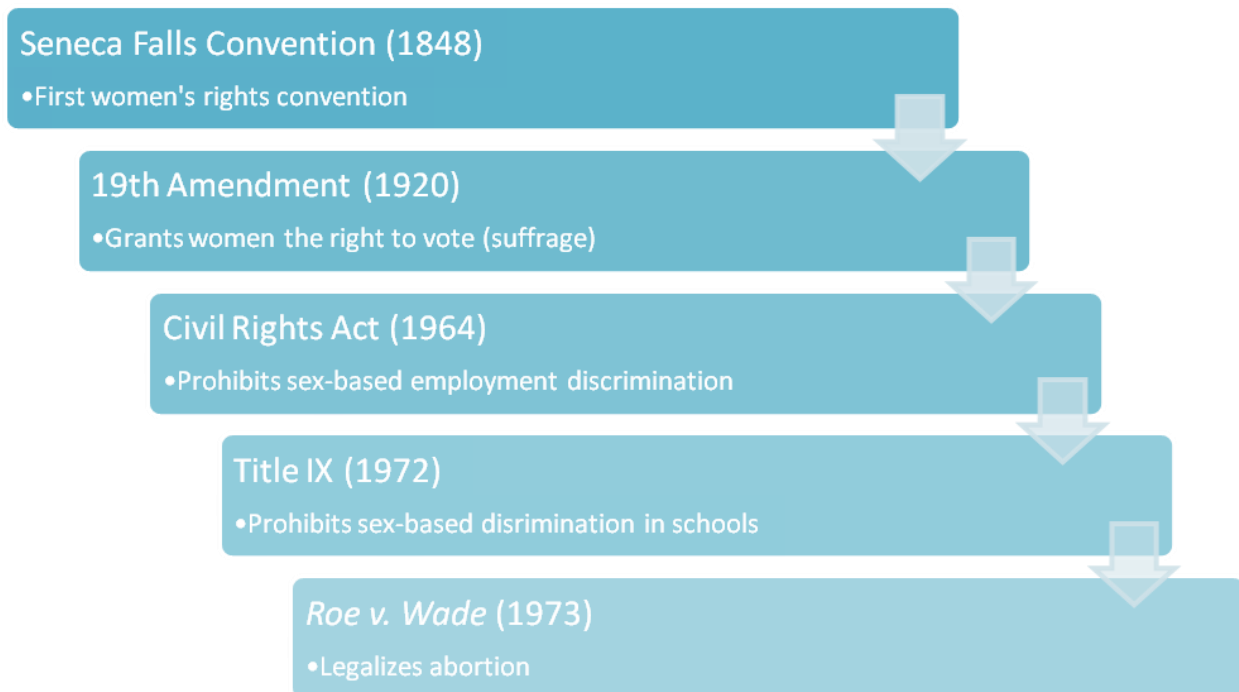 Seneca Falls Convention (1848)
•First women's rights convention
19th Amendment (1920)
•Grants women the right to vote (suffrage)
Civil Rights Act (1964)
•Prohibits sex-based employment discrimination
Title IX (1972)
•Prohibits sex-based disrimination in schools
Roe v. Wade (1973)
•Legalizes abortion